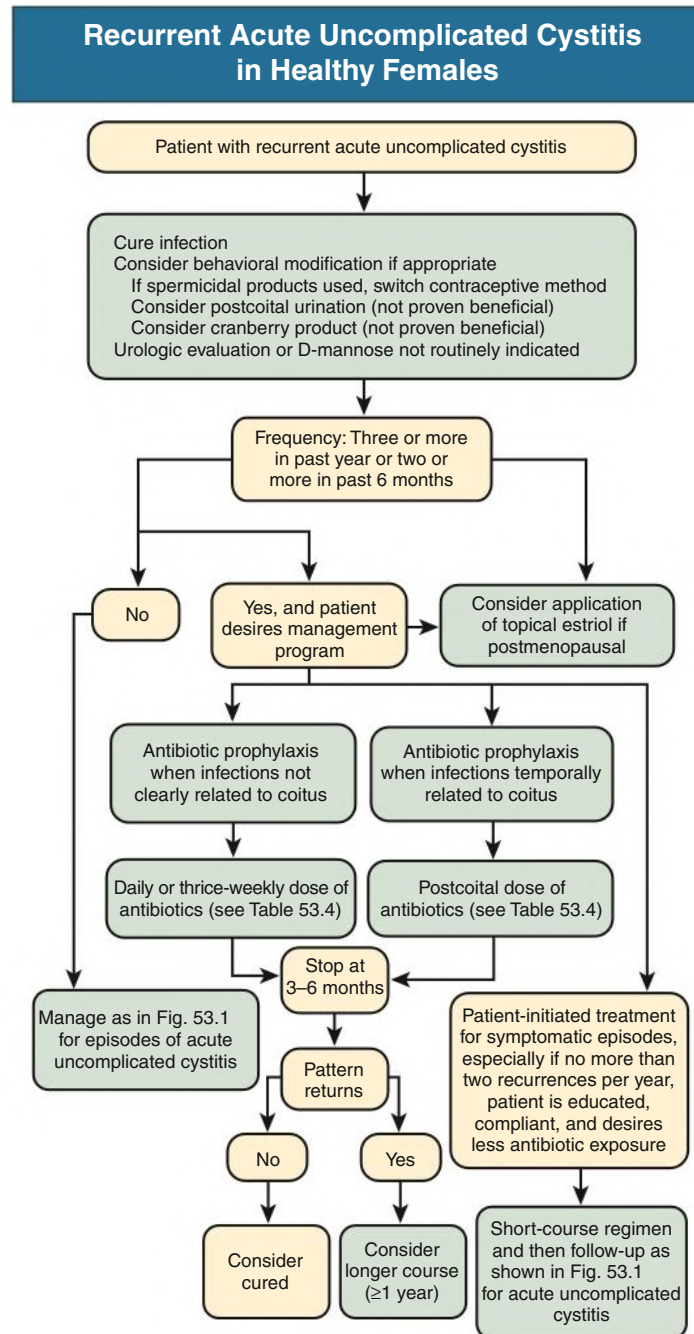 Recurrent Acute Uncomplicated Cystitis
in Healthy Females
Patient with recurrent acute uncomplicated cystitis
Cure infection
Consider behavioral modification if appropriate
If spermicidal products used, switch contraceptive method
Consider postcoital urination (not proven beneficial)
Consider cranberry product (not proven beneficial)
Urologic evaluation or D-mannose not routinely indicated
Frequency: Three or more
in past year or two or
more in past 6 months
No
Yes, and patient
desires management
program
Consider application
of topical estriol if
postmenopausal
Antibiotic prophylaxis
when infections not
clearly related to coitus
Antibiotic prophylaxis
when infections temporally
related to coitus
Daily or thrice-weekly dose of
antibiotics (see Table 53.4)
Postcoital dose of
antibiotics (see Table 53.4)
Stop at
3–6 months
Manage as in Fig. 53.1
for episodes of acute
uncomplicated cystitis
Patient-initiated treatment
for symptomatic episodes,
especially if no more than
two recurrences per year,
patient is educated,
compliant, and desires
less antibiotic exposure
Pattern
returns
No
Yes
Consider
cured
Consider
longer course
(≥1 year)
Short-course regimen
and then follow-up as
shown in Fig. 53.1
for acute uncomplicated
cystitis